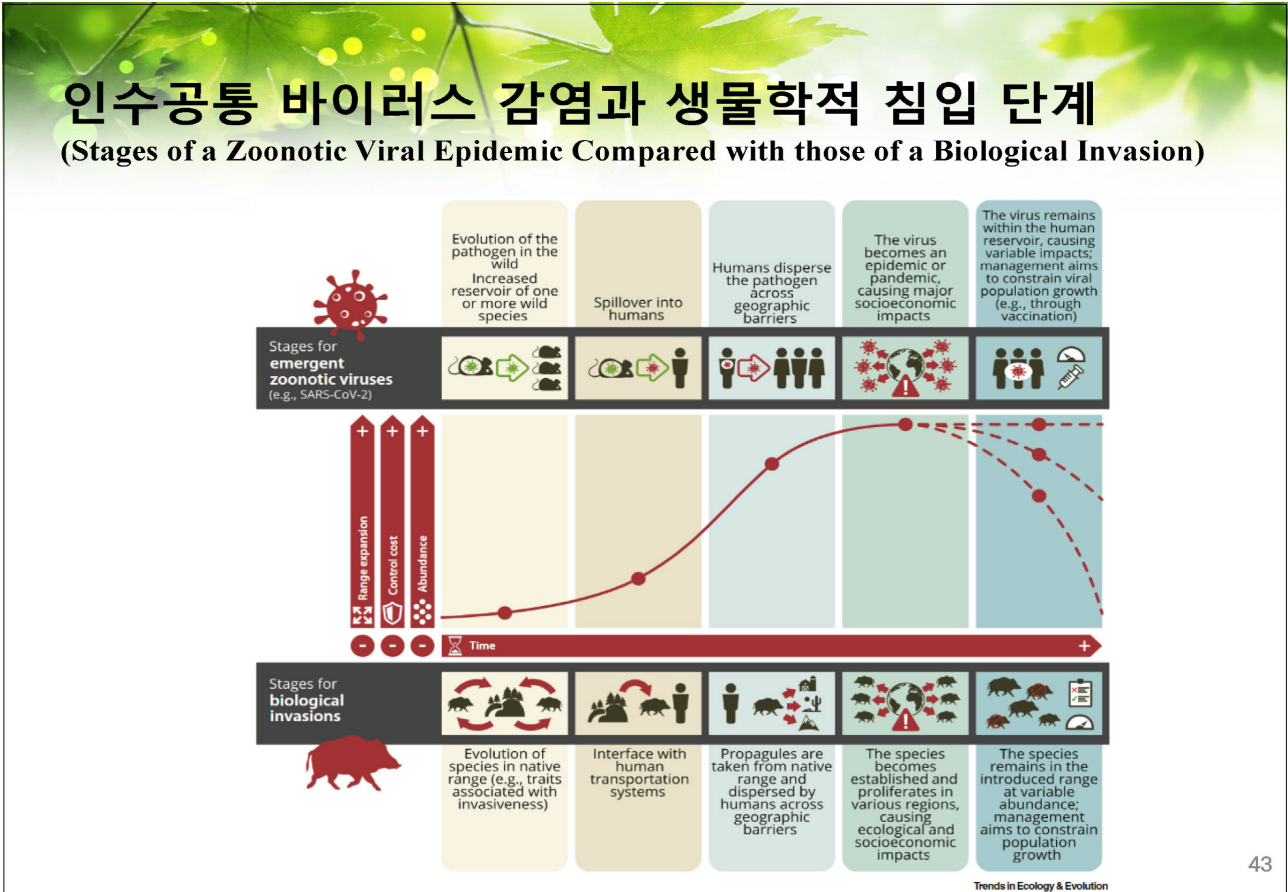 인수공통 바이러스 감염과 생물학적 침입 단계
(Stages of a Zoonotic Viral Epidemic Compared with those of a Biological Invasion)
Evolution of the
pathogen in the
wild
Increased
reservoir of one
or more wild
species
Spillover into
humans
Humans disperse
the pathogen
across
geographic
barriers
The virus
becomes an
epidemic or
pandemic,
causing major
socioeconomic
impacts
The virus remains
within the human
reservoir, causing
variable impacts;
management aims
to constrain viral
population growth
(e.g., through
vaccination)
Stages for
emergent
zoonotic viruses
(e.g., SARS-CoV-2)
!
+ + +
Range expansion
Control cost
Abundance
- - -
Time
+
Stages for
biological
invasions
!
Evolution of
species in native
range (e.g., traits
associated with
invasiveness)
Interface with
human
transportation
systems
Propagules are
taken from native
range and
dispersed by
humans across
geographic
barriers
The species
becomes
established and
proliferates in
various regions,
causing
ecological and
socioeconomic
impacts
The species
remains in the
introduced range
at variable
abundance;
management
aims to constrain
population
growth
43
Trends in Ecology & Evolution